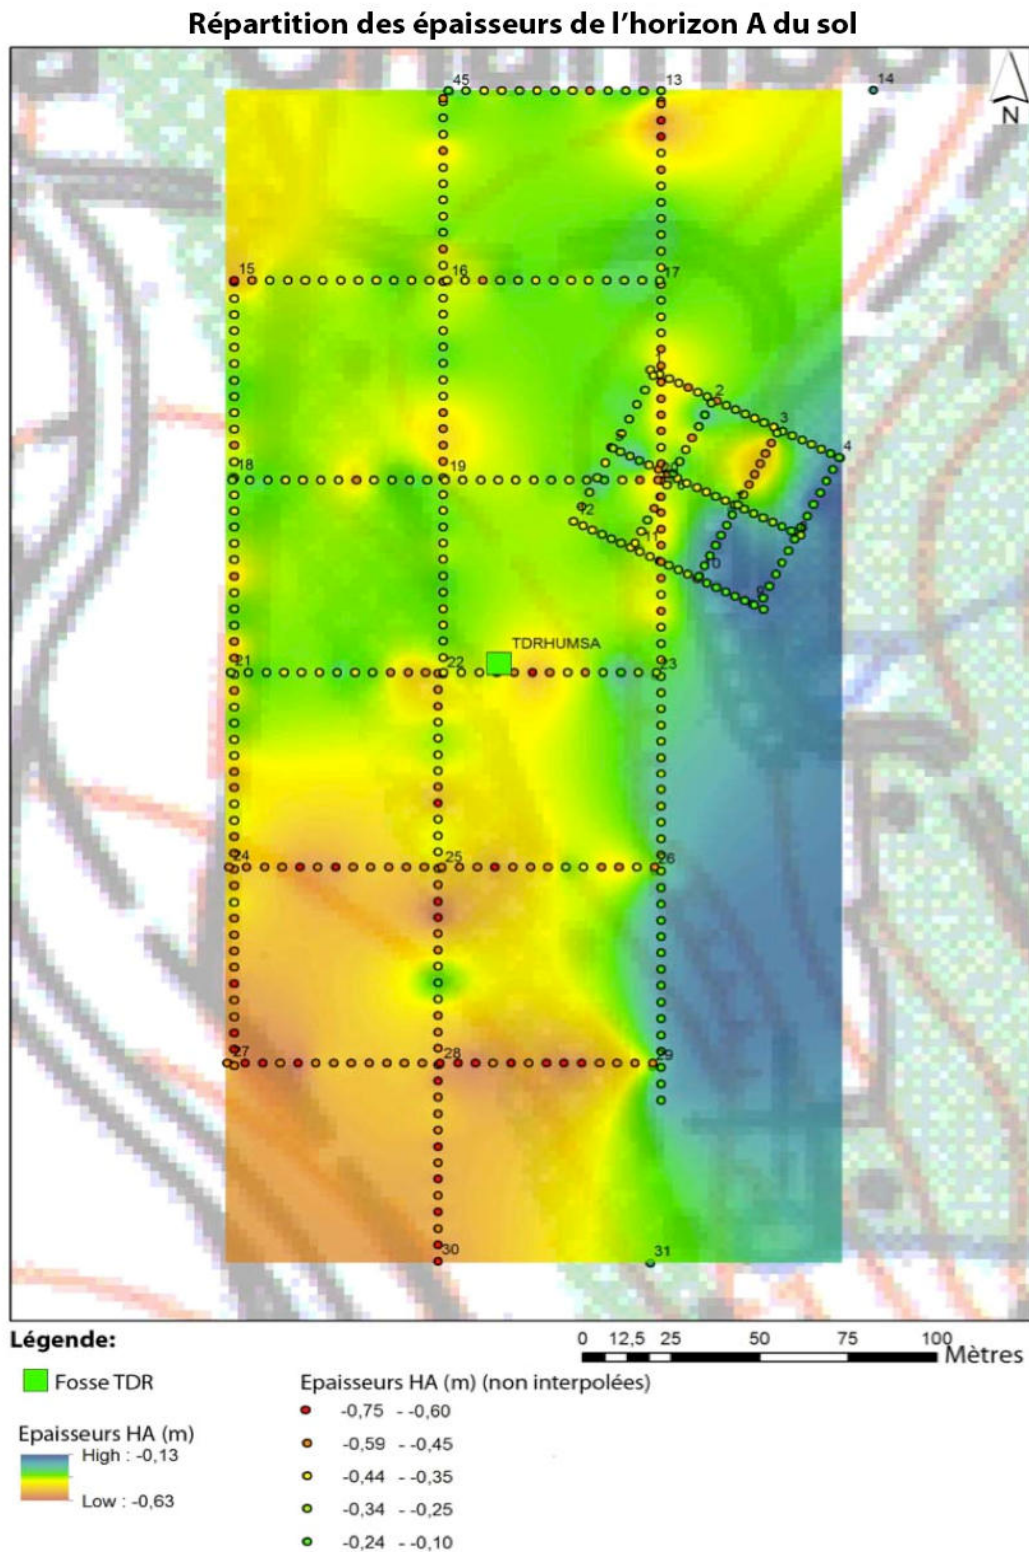 Répartition des épaisseurs de l'horizon A du sol
45
13
14
N
15
16
17
1
2
3
4
5
18
19
12
11
10
TDRHUMSA
21
22
23
24
25
26
27
28
29
30
31
Légende:
0 12,5 25 50 75 100
Mètres
Fosse TDR
Epaisseurs HA (m) (non interpolées)
-0,75 - -0,60
-0,59 - -0,45
-0,44 - -0,35
-0,34 - -0,25
-0,24 - -0,10
Epaisseurs HA (m)
High : -0,13
Low : -0,63